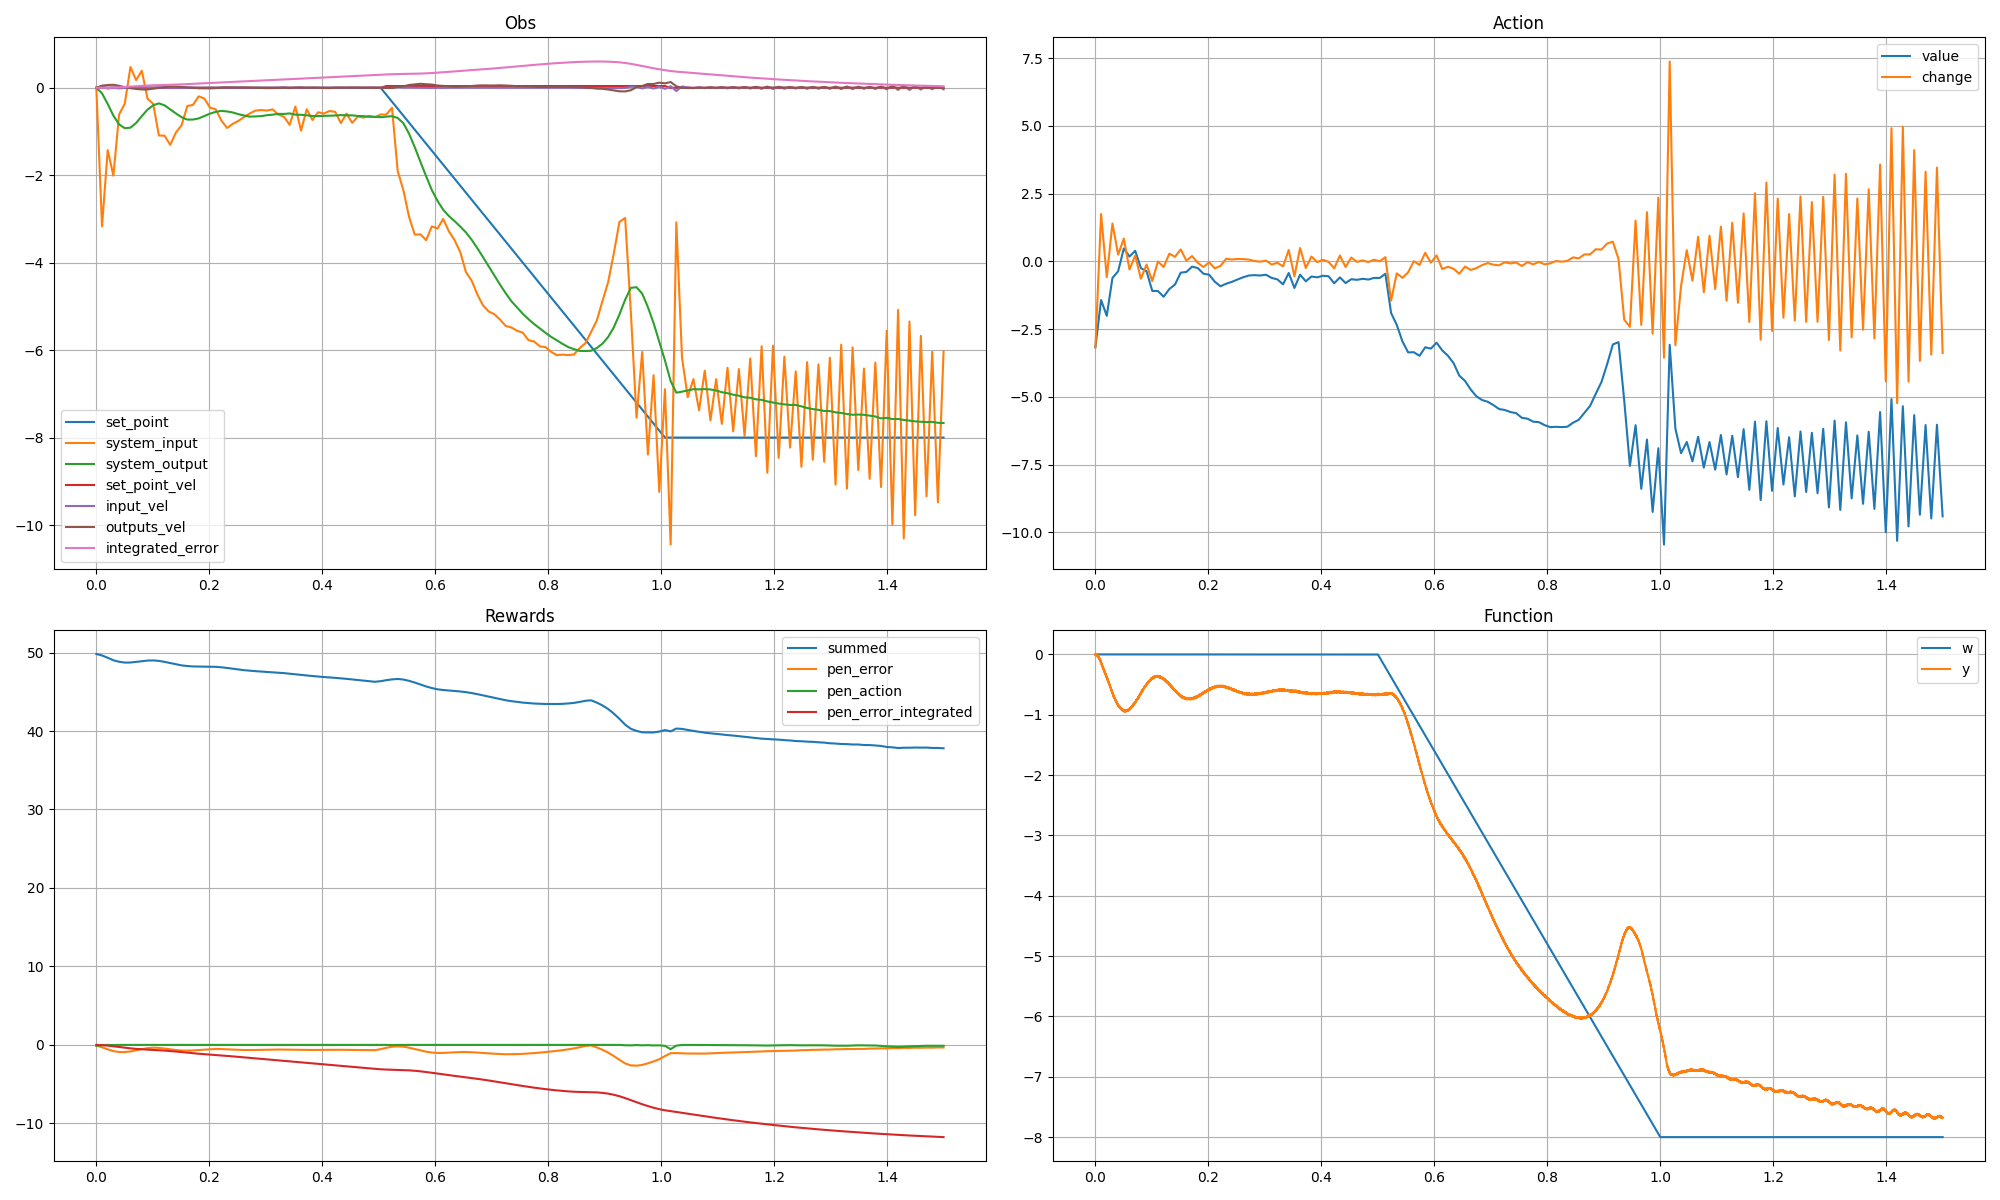 Obs
0
−2
−4
−6
−8
−10
0.0 0.2 0.4 0.6 0.8 1.0 1.2 1.4
set_point
system_input
system_output
set_point_vel
input_vel
outputs_vel
integrated_error
Action
7.5
5.0
2.5
0.0
−2.5
−5.0
−7.5
−10.0
0.0 0.2 0.4 0.6 0.8 1.0 1.2 1.4
value
change
Rewards
50
40
30
20
10
0
−10
0.0 0.2 0.4 0.6 0.8 1.0 1.2 1.4
summed
pen_error
pen_action
pen_error_integrated
Function
0
−1
−2
−3
−4
−5
−6
−7
−8
0.0 0.2 0.4 0.6 0.8 1.0 1.2 1.4
w
y